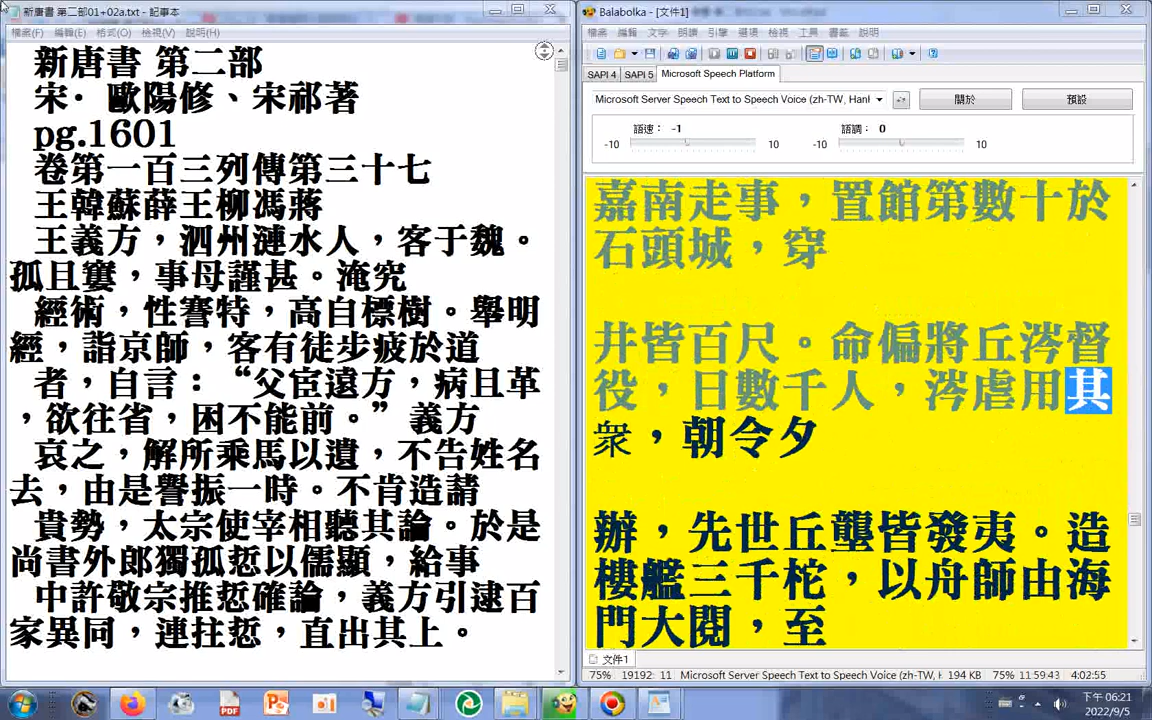 新唐書 第二部01+02a.txt - 記事本
檔案(F) 編輯(E) 格式(O) 檢視(V) 說明(H)
新唐書 第二部
宋·歐陽修、宋祁著
pg.1601
卷第一百三列傳第三十七
王韓蘇薛王柳馮蔣
王義方，泗州漣水人，客于魏。
孤且窶，事母謹甚。淹究
經術，性謇特，高自標樹。舉明
經，詣京師，客有徒步疲於道
者，自言：“父宦遠方，病且革
，欲往省，困不能前。”義方
哀之，解所乘馬以遺，不告姓名
去，由是譽振一時。不肯造請
貴勢，太宗使宰相聽其論。於是
尚書外郎獨孤悊以儒顯，給事
中許敬宗推悊確論，義方引逮百
家異同，連拄悊，直出其上。
Balabolka - [文件1]
檔案 編輯 文字 朗讀 引擎 選項 檢視 工具 書籤 說明
SAPI 4 SAPI 5 Microsoft Speech Platform
Microsoft Server Speech Text to Speech Voice (zh-TW, Hanl
關於
預設
語速： -1
語調： 0
-10 10 -10 10
嘉南走事，置館第數十於
石頭城，穿
井皆百尺。命偏將丘涔督
役，日數千人，涔虐用其
衆，朝令夕
辦，先世丘壟皆發夷。造
樓艦三千柁，以舟師由海
門大閱，至
文件1
75% 19192: 11 Microsoft Speech Platform Microsoft Server Speech Text to Speech Voice (zh-TW, H 194 KB 75% 11:59:43 4:02:55
下午 06:21
2022/9/5